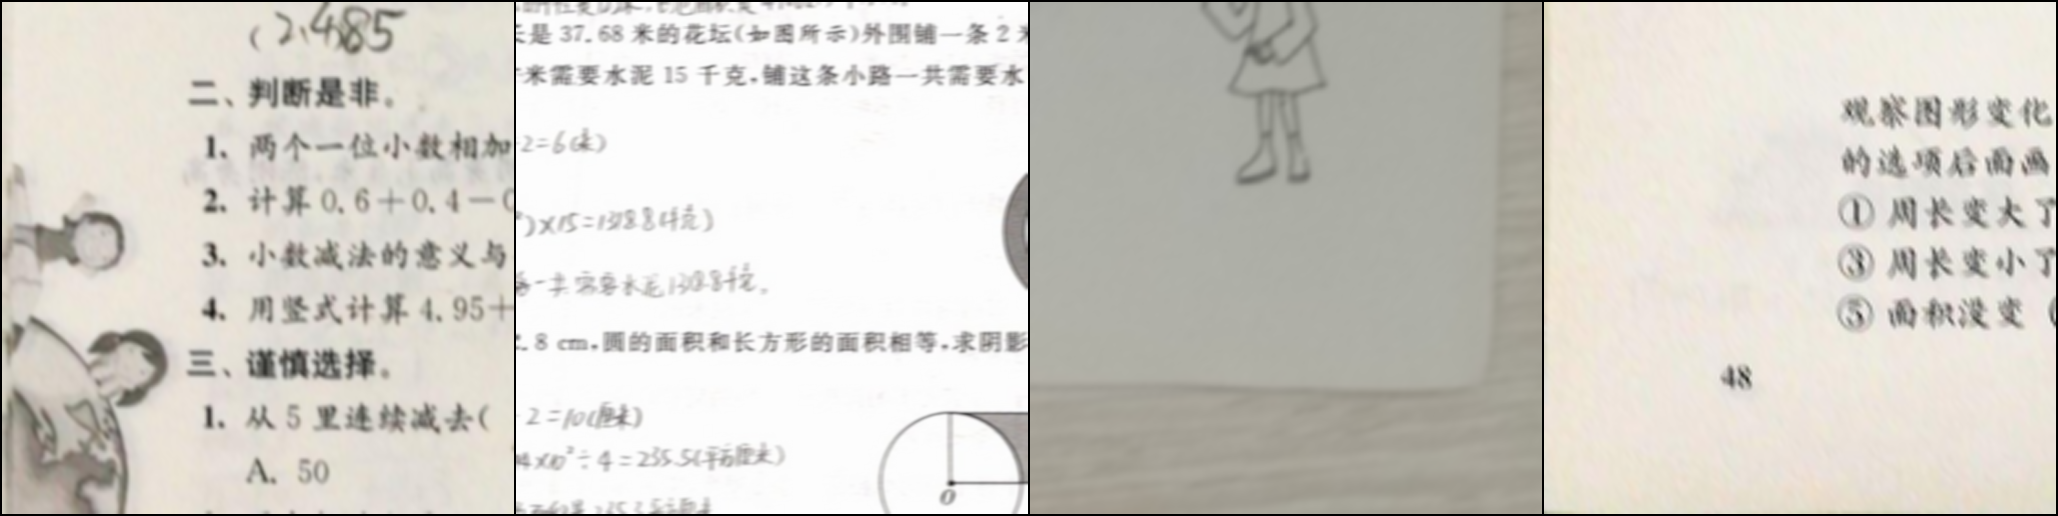 (2.485
二、判断是非。
1. 两个一位小数相加
2. 计算 0.6+0.4-0
3. 小数减法的意义与
4. 用竖式计算 4.95+
三、谨慎选择。
1. 从 5 里连续减去(
A. 50
长是 37.68 米的花坛(如图所示)外围铺一条 2 米
米需要水泥 15 千克,铺这条小路一共需要水
2=6(米)
)×15=1318.8(千克)
一共需要水泥1318.8千克。
.8 cm,圆的面积和长方形的面积相等,求阴影
2=10(厘米)
4×10²÷4=235.5(平方厘米)
O
观察图形变化
的选项后面画
① 周长变大了
③ 周长变小了
⑤ 面积没变 (
48